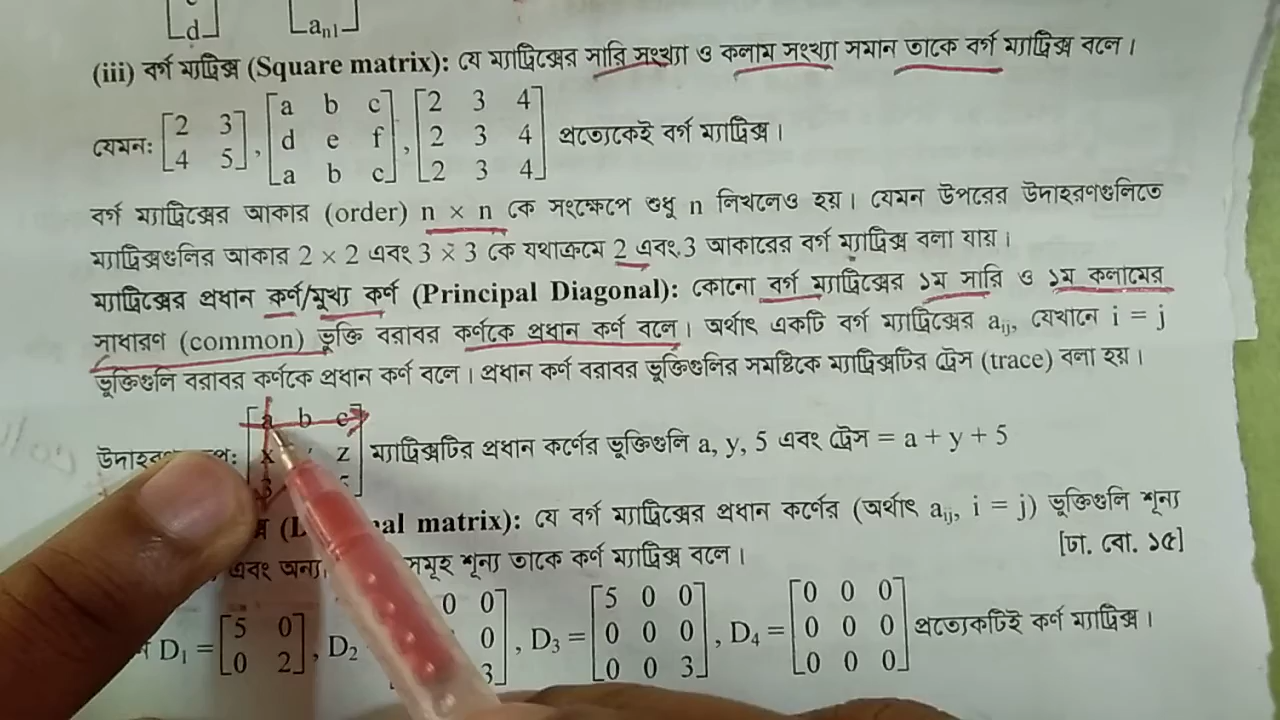 d a_n1
(iii) বর্গ ম্যাট্রিক্স (Square matrix): যে ম্যাট্রিক্সের সারি সংখ্যা ও কলাম সংখ্যা সমান তাকে বর্গ ম্যাট্রিক্স বলে।
যেমনঃ [2 3; 4 5], [a b c; d e f; a b c], [2 3 4; 2 3 4; 2 3 4] প্রত্যেকেই বর্গ ম্যাট্রিক্স।
বর্গ ম্যাট্রিক্সের আকার (order) n × n কে সংক্ষেপে শুধু n লিখলেও হয়। যেমন উপরের উদাহরণগুলিতে
ম্যাট্রিক্সগুলির আকার 2 × 2 এবং 3 × 3 কে যথাক্রমে 2 এবং 3 আকারের বর্গ ম্যাট্রিক্স বলা যায়।
ম্যাট্রিক্সের প্রধান কর্ণ/মূখ্য কর্ণ (Principal Diagonal): কোনো বর্গ ম্যাট্রিক্সের ১ম সারি ও ১ম কলামের
সাধারণ (common) ভূক্তি বরাবর কর্ণকে প্রধান কর্ণ বলে। অর্থাৎ একটি বর্গ ম্যাট্রিক্সের a_ij, যেখানে i = j
ভূক্তিগুলি বরাবর কর্ণকে প্রধান কর্ণ বলে। প্রধান কর্ণ বরাবর ভূক্তিগুলির সমষ্টিকে ম্যাট্রিক্সটির ট্রেস (trace) বলা হয়।
[a b c; x z; 3 ] ম্যাট্রিক্সটির প্রধান কর্ণের ভূক্তিগুলি a, y, 5 এবং ট্রেস = a + y + 5
matrix): যে বর্গ ম্যাট্রিক্সের প্রধান কর্ণের (অর্থাৎ a_ij, i = j) ভূক্তিগুলি শূন্য
এবং অন্য সমূহ শূন্য তাকে কর্ণ ম্যাট্রিক্স বলে। [ঢা. বো. ১৫]
D₁ = [5 0; 0 2], D₂ [0 0; 0; 3], D₃ = [5 0 0; 0 0 0; 0 0 3], D₄ = [0 0 0; 0 0 0; 0 0 0] প্রত্যেকটিই কর্ণ ম্যাট্রিক্স।